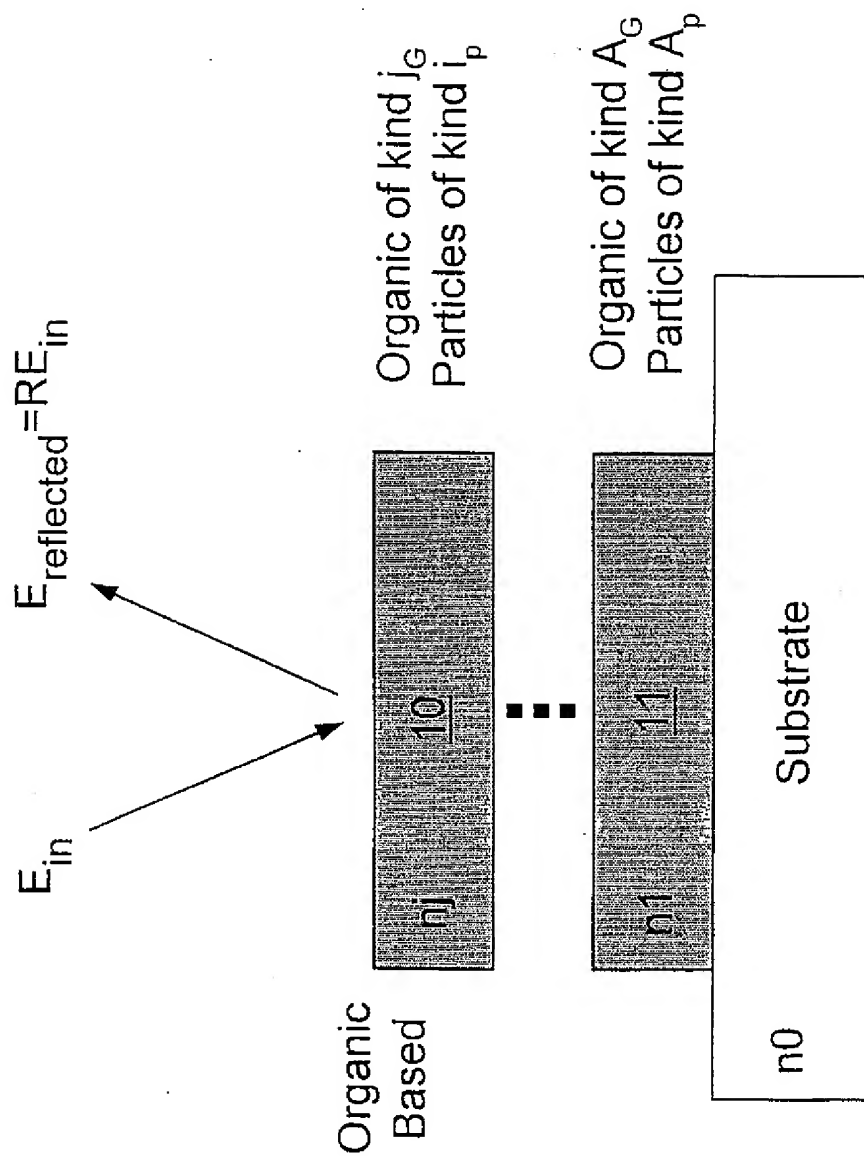 E_in
E_reflected=RE_in
Organic
Based
nj
10
Organic of kind j_G
Particles of kind i_p
n1
11
Organic of kind A_G
Particles of kind A_p
n0
Substrate